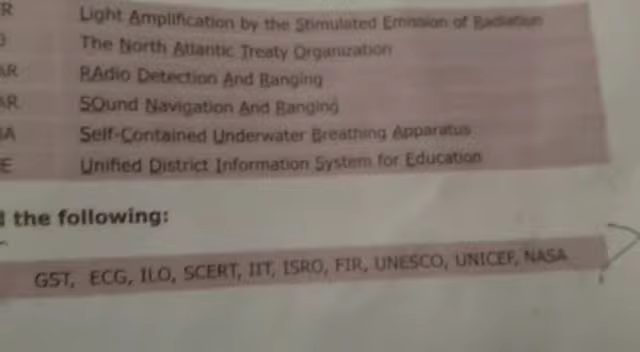 R Light Amplification by the Stimulated Emission of Radiation
The North Atlantic Treaty Organization
AR RAdio Detection And Ranging
AR SOund Navigation And Ranging
A Self-Contained Underwater Breathing Apparatus
E Unified District Information System for Education
the following:
GST, ECG, ILO, SCERT, IIT, ISRO, FIR, UNESCO, UNICEF, NASA